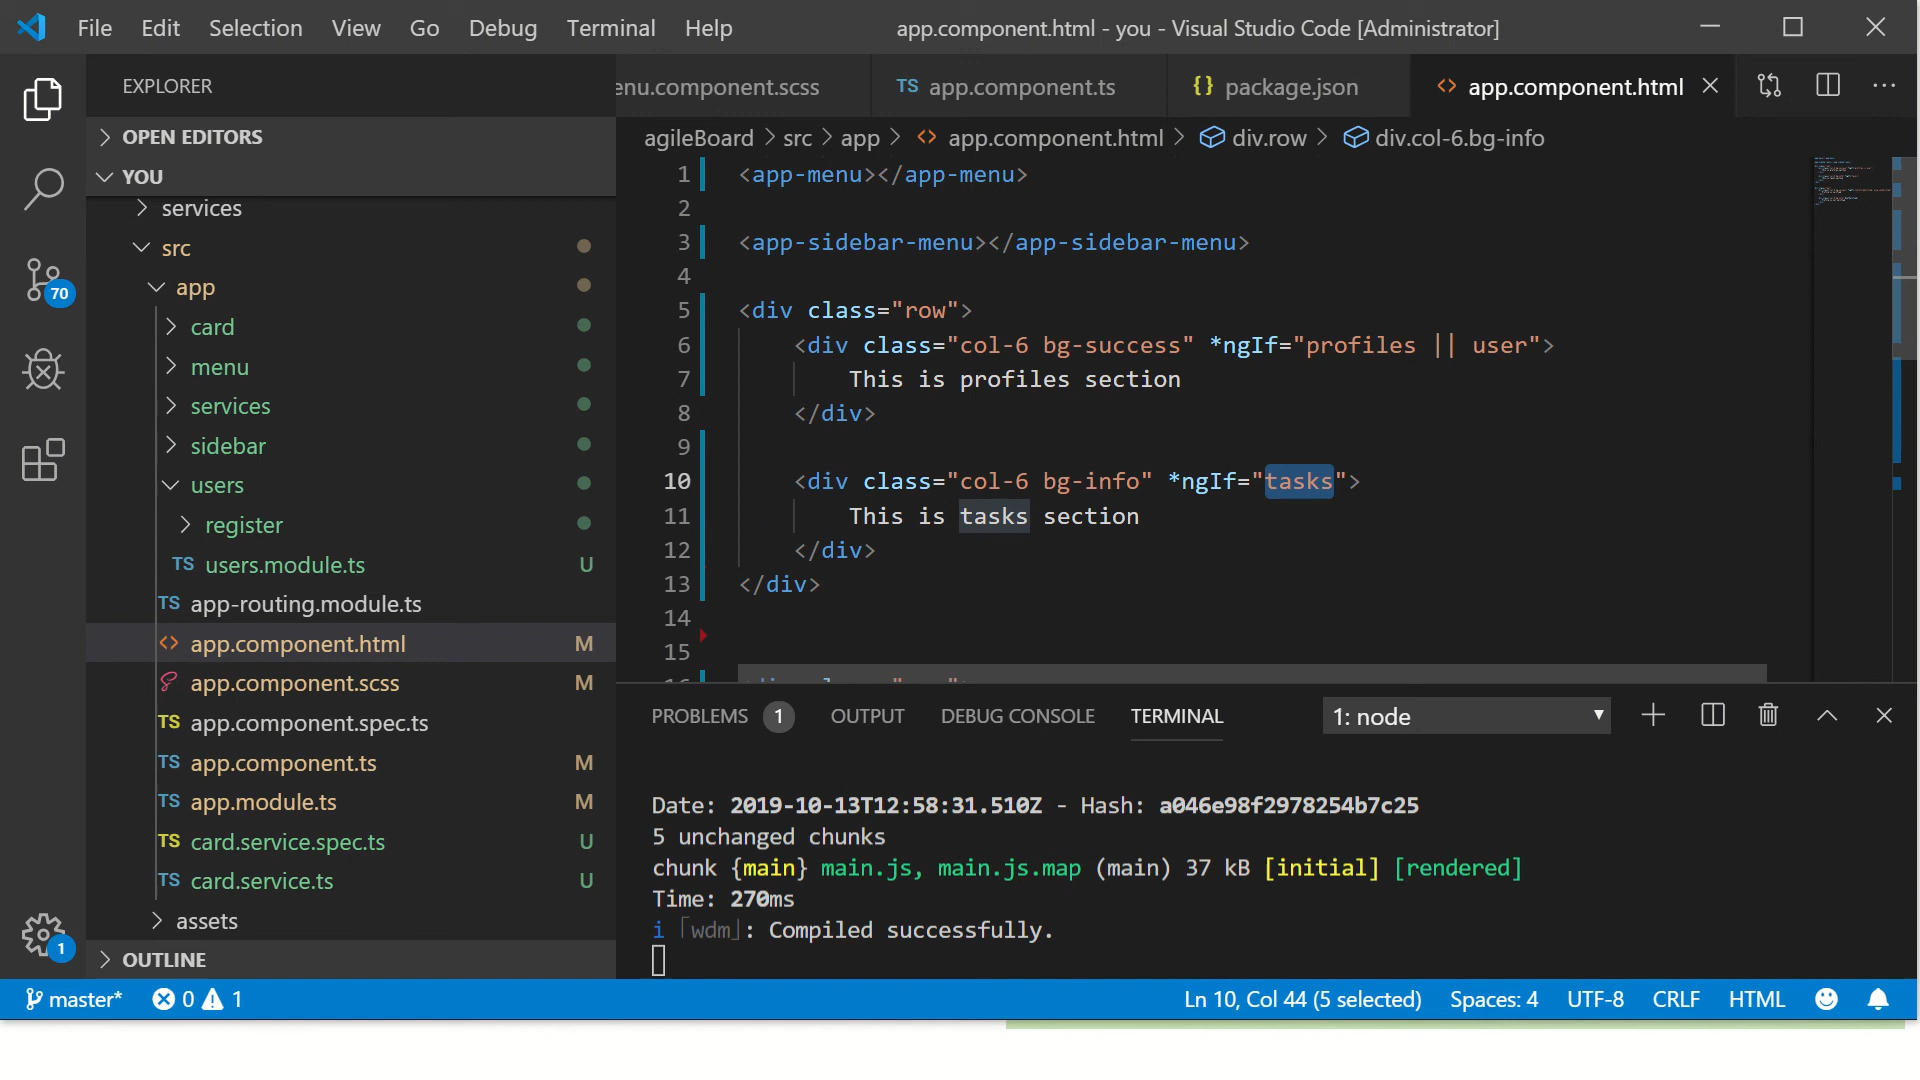 File Edit Selection View Go Debug Terminal Help app.component.html - you - Visual Studio Code [Administrator]
EXPLORER
OPEN EDITORS
YOU
services
src
app
card
menu
services
sidebar
users
register
TS users.module.ts U
TS app-routing.module.ts
<> app.component.html M
app.component.scss M
TS app.component.spec.ts
TS app.component.ts M
TS app.module.ts M
TS card.service.spec.ts U
TS card.service.ts U
assets
OUTLINE
70
1
enu.component.scss TS app.component.ts {} package.json <> app.component.html
agileBoard > src > app > <> app.component.html > div.row > div.col-6.bg-info
1 <app-menu></app-menu>
2
3 <app-sidebar-menu></app-sidebar-menu>
4
5 <div class="row">
6 <div class="col-6 bg-success" *ngIf="profiles || user">
7 This is profiles section
8 </div>
9
10 <div class="col-6 bg-info" *ngIf="tasks">
11 This is tasks section
12 </div>
13 </div>
14
15
PROBLEMS 1 OUTPUT DEBUG CONSOLE TERMINAL 1: node
Date: 2019-10-13T12:58:31.510Z - Hash: a046e98f2978254b7c25
5 unchanged chunks
chunk {main} main.js, main.js.map (main) 37 kB [initial] [rendered]
Time: 270ms
i ｢wdm｣: Compiled successfully.
master* 0 1 Ln 10, Col 44 (5 selected) Spaces: 4 UTF-8 CRLF HTML